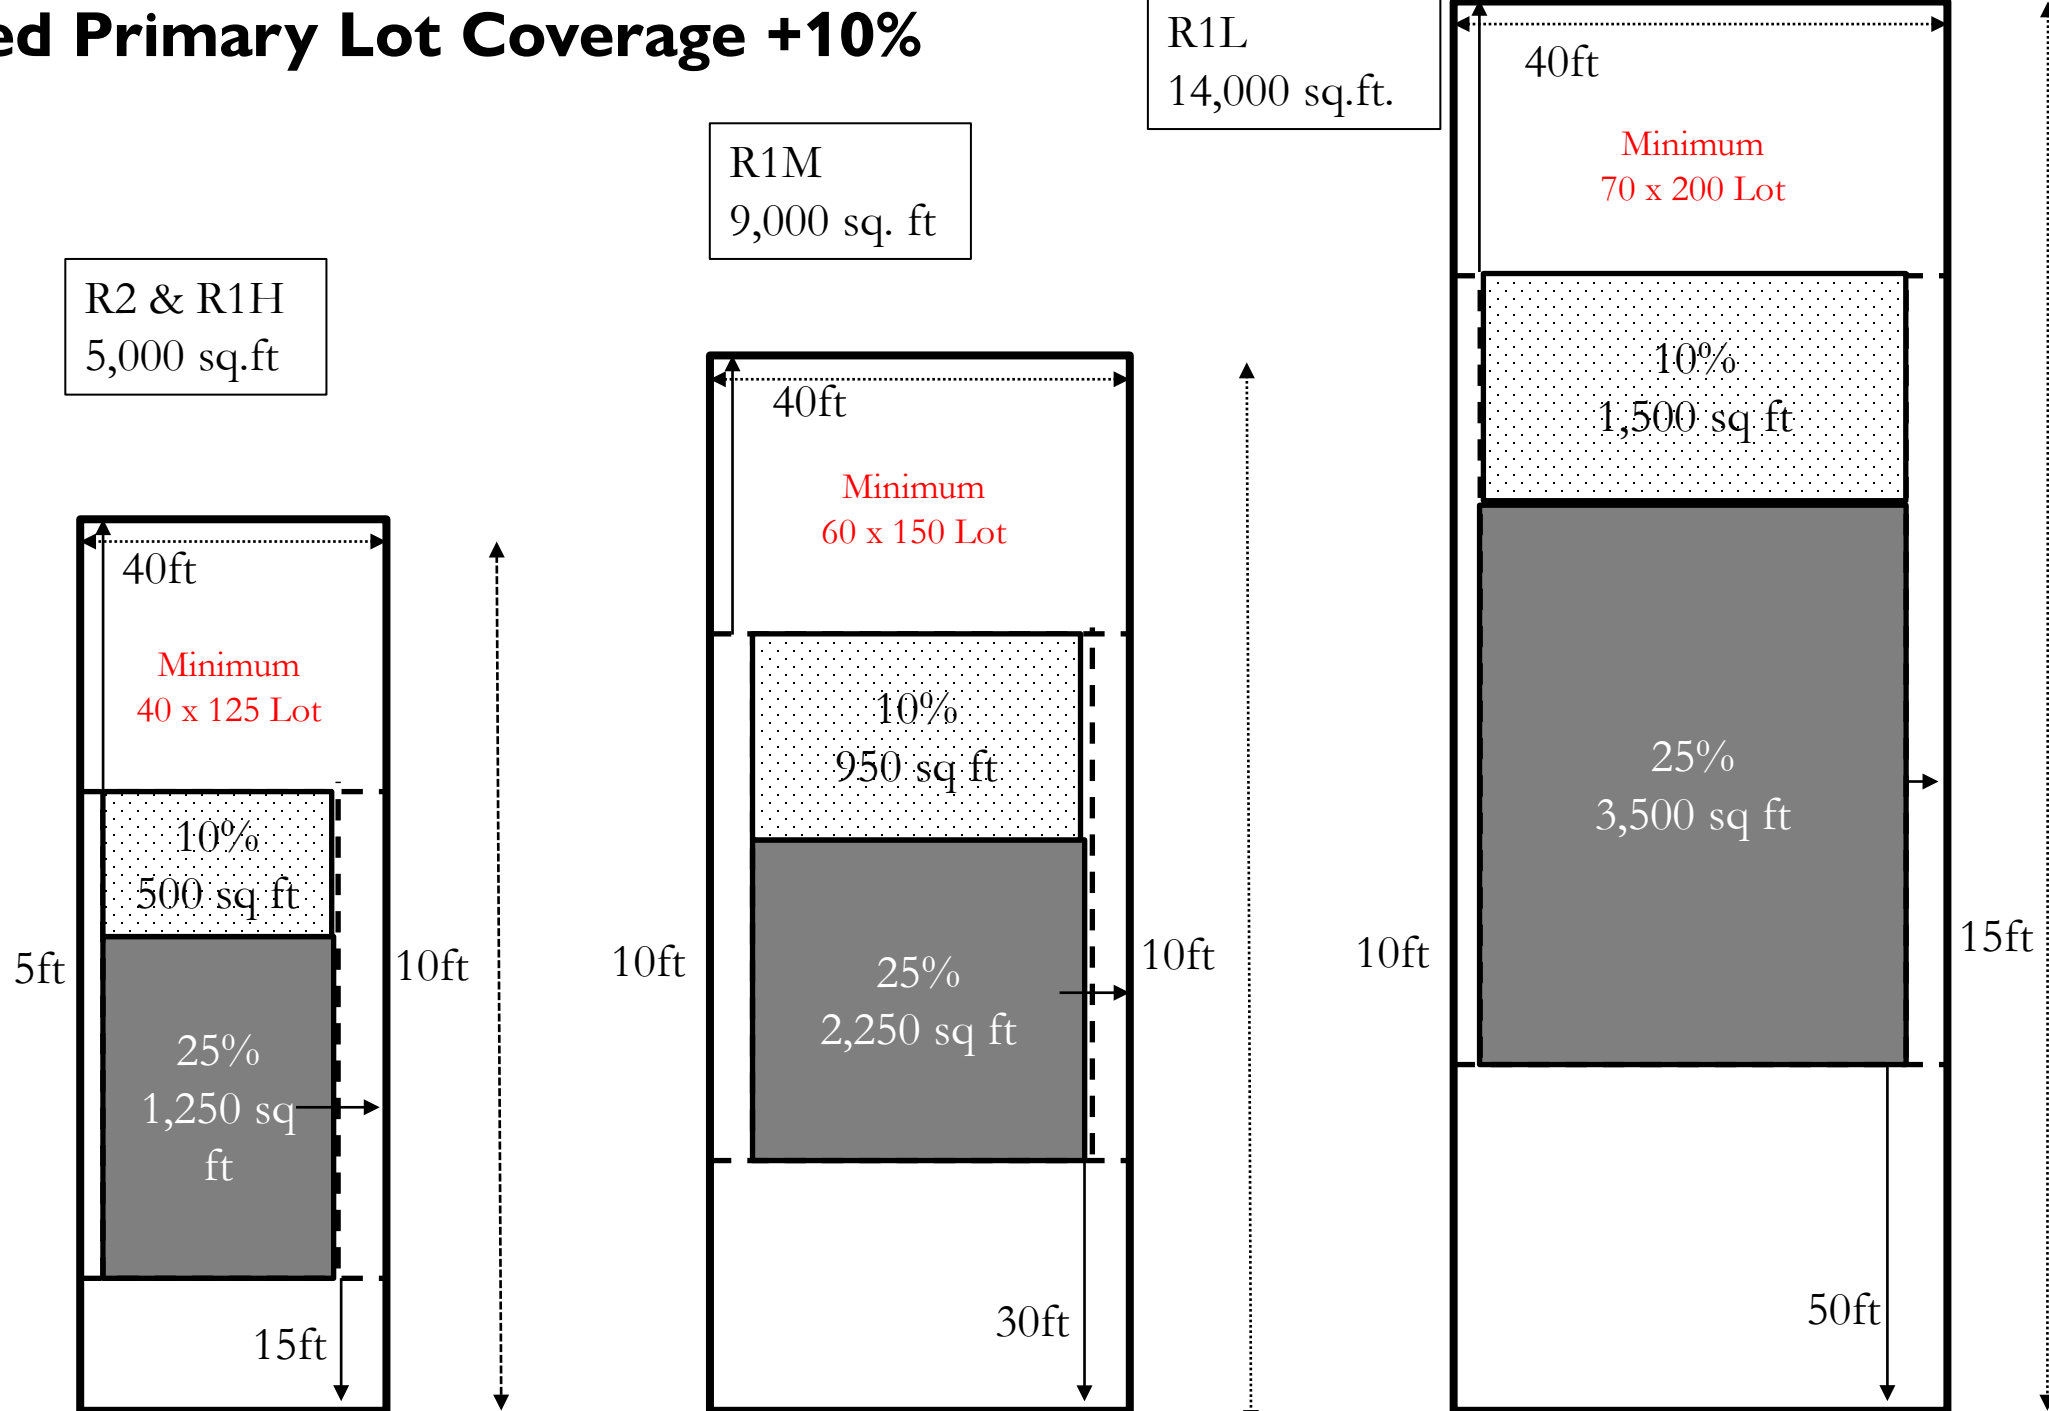 ed Primary Lot Coverage +10%
R2 & R1H
5,000 sq.ft
40ft
Minimum
40 x 125 Lot
10%
500 sq ft
5ft
10ft
25%
1,250 sq
ft
15ft
R1M
9,000 sq. ft
40ft
Minimum
60 x 150 Lot
10%
950 sq ft
10ft
10ft
25%
2,250 sq ft
30ft
R1L
14,000 sq.ft.
40ft
Minimum
70 x 200 Lot
10%
1,500 sq ft
25%
3,500 sq ft
10ft
15ft
50ft